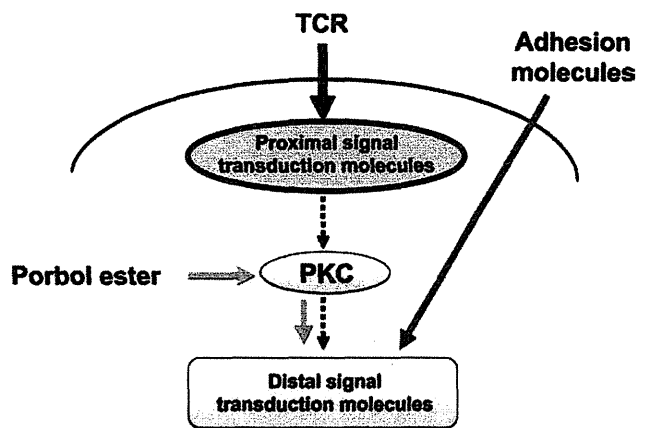 TCR
Adhesion
molecules
Proximal signal
transduction molecules
Porbol ester
PKC
Distal signal
transduction molecules